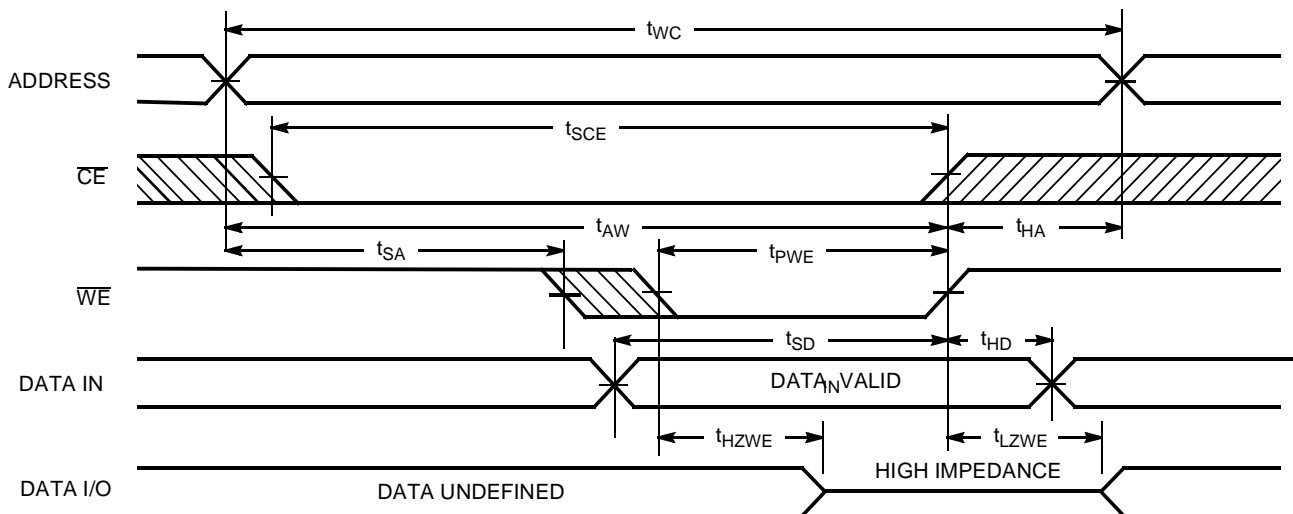 tWC
ADDRESS
tSCE
CE
tAW
tHA
tSA
tPWE
WE
tSD
tHD
DATA IN
DATAIN VALID
tHZWE
tLZWE
HIGH IMPEDANCE
DATA I/O
DATA UNDEFINED